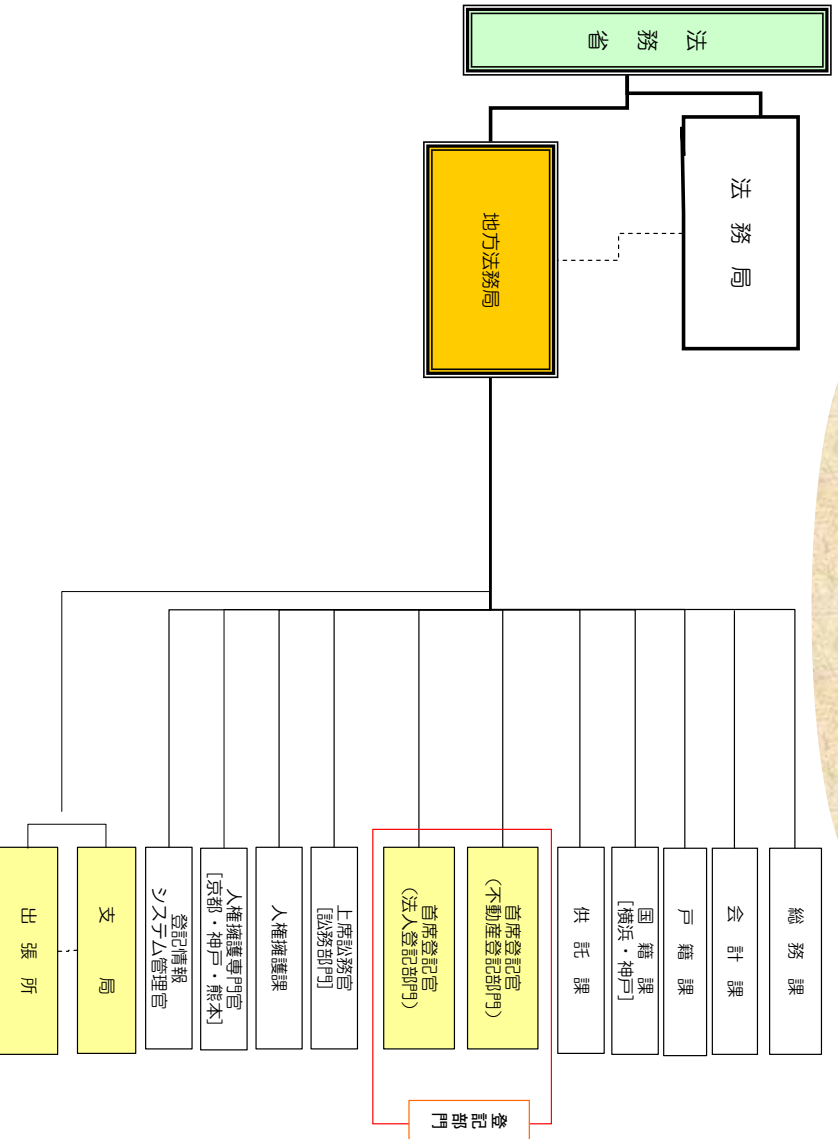 法務省
法務局
地方法務局
総務課
会計課
戸籍課
国籍課
[横浜・神戸]
供託課
首席登記官
(不動産登記部門)
首席登記官
(法人登記部門)
登記部門
上席訟務官
[訟務部門]
人権擁護課
人権擁護専門官
[京都・神戸・熊本]
登記情報
システム管理官
支局
出張所